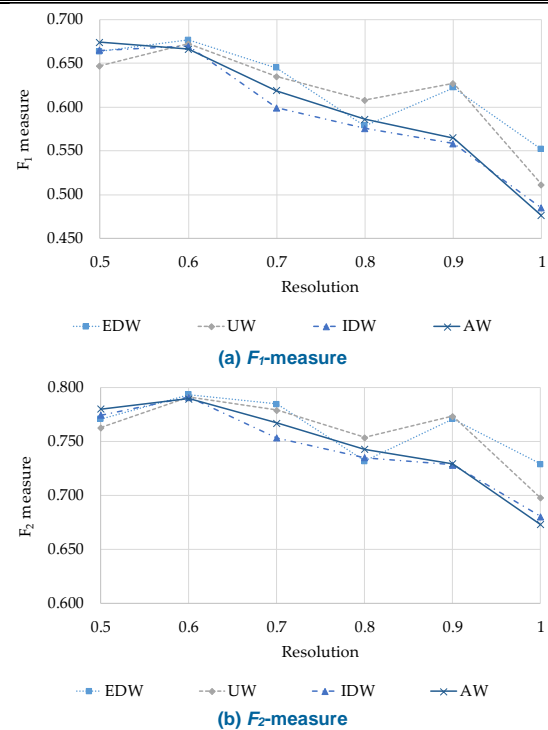 0.700
0.650
0.600
0.550
0.500
0.450
F1 measure
0.5 0.6 0.7 0.8 0.9 1
Resolution
EDW UW IDW AW
(a) F1-measure
0.800
0.750
0.700
0.650
0.600
F2 measure
0.5 0.6 0.7 0.8 0.9 1
Resolution
EDW UW IDW AW
(b) F2-measure